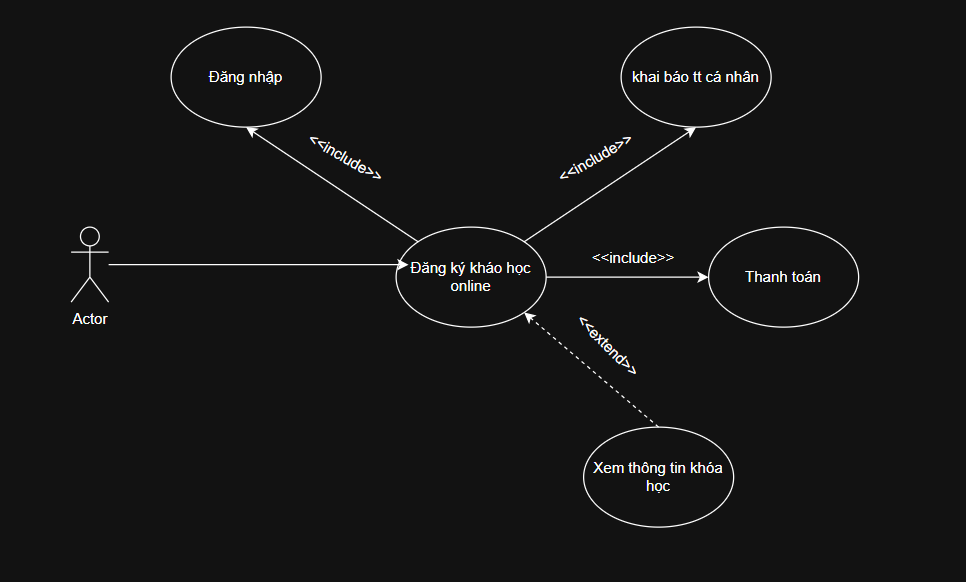 Đăng nhập
khai báo tt cá nhân
<<include>>
<<include>>
Actor
Đăng ký kháo học
online
<<include>>
Thanh toán
<<extend>>
Xem thông tin khóa
học